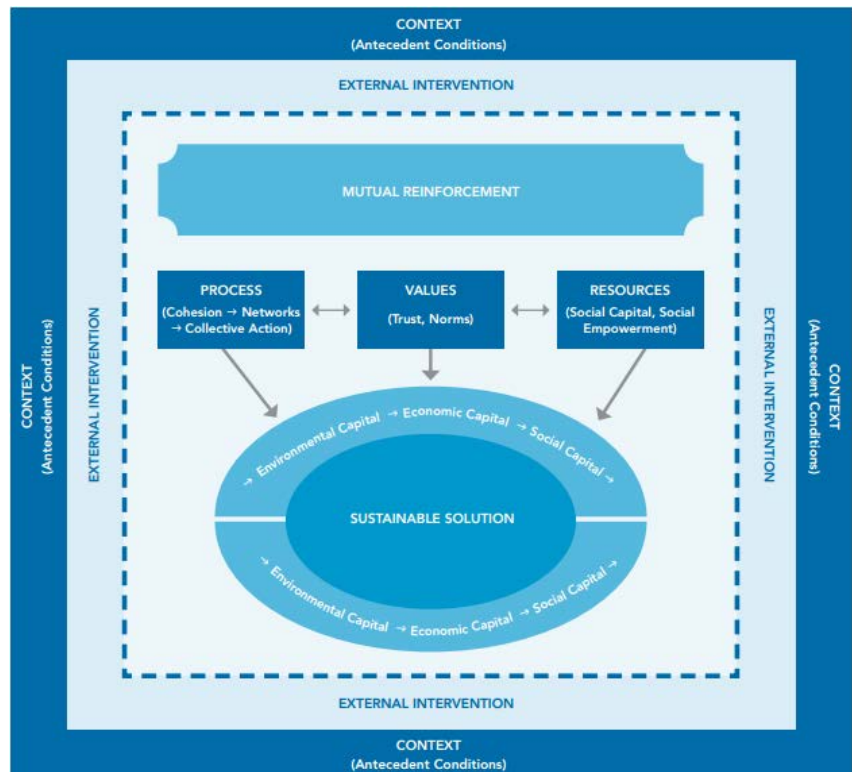 CONTEXT
(Antecedent Conditions)
EXTERNAL INTERVENTION
MUTUAL REINFORCEMENT
PROCESS
(Cohesion → Networks
→ Collective Action)
VALUES
(Trust, Norms)
RESOURCES
(Social Capital, Social
Empowerment)
CONTEXT
(Antecedent Conditions)
EXTERNAL INTERVENTION
EXTERNAL INTERVENTION
CONTEXT
(Antecedent Conditions)
→ Environmental Capital → Economic Capital → Social Capital →
SUSTAINABLE SOLUTION
→ Environmental Capital → Economic Capital → Social Capital →
EXTERNAL INTERVENTION
CONTEXT
(Antecedent Conditions)